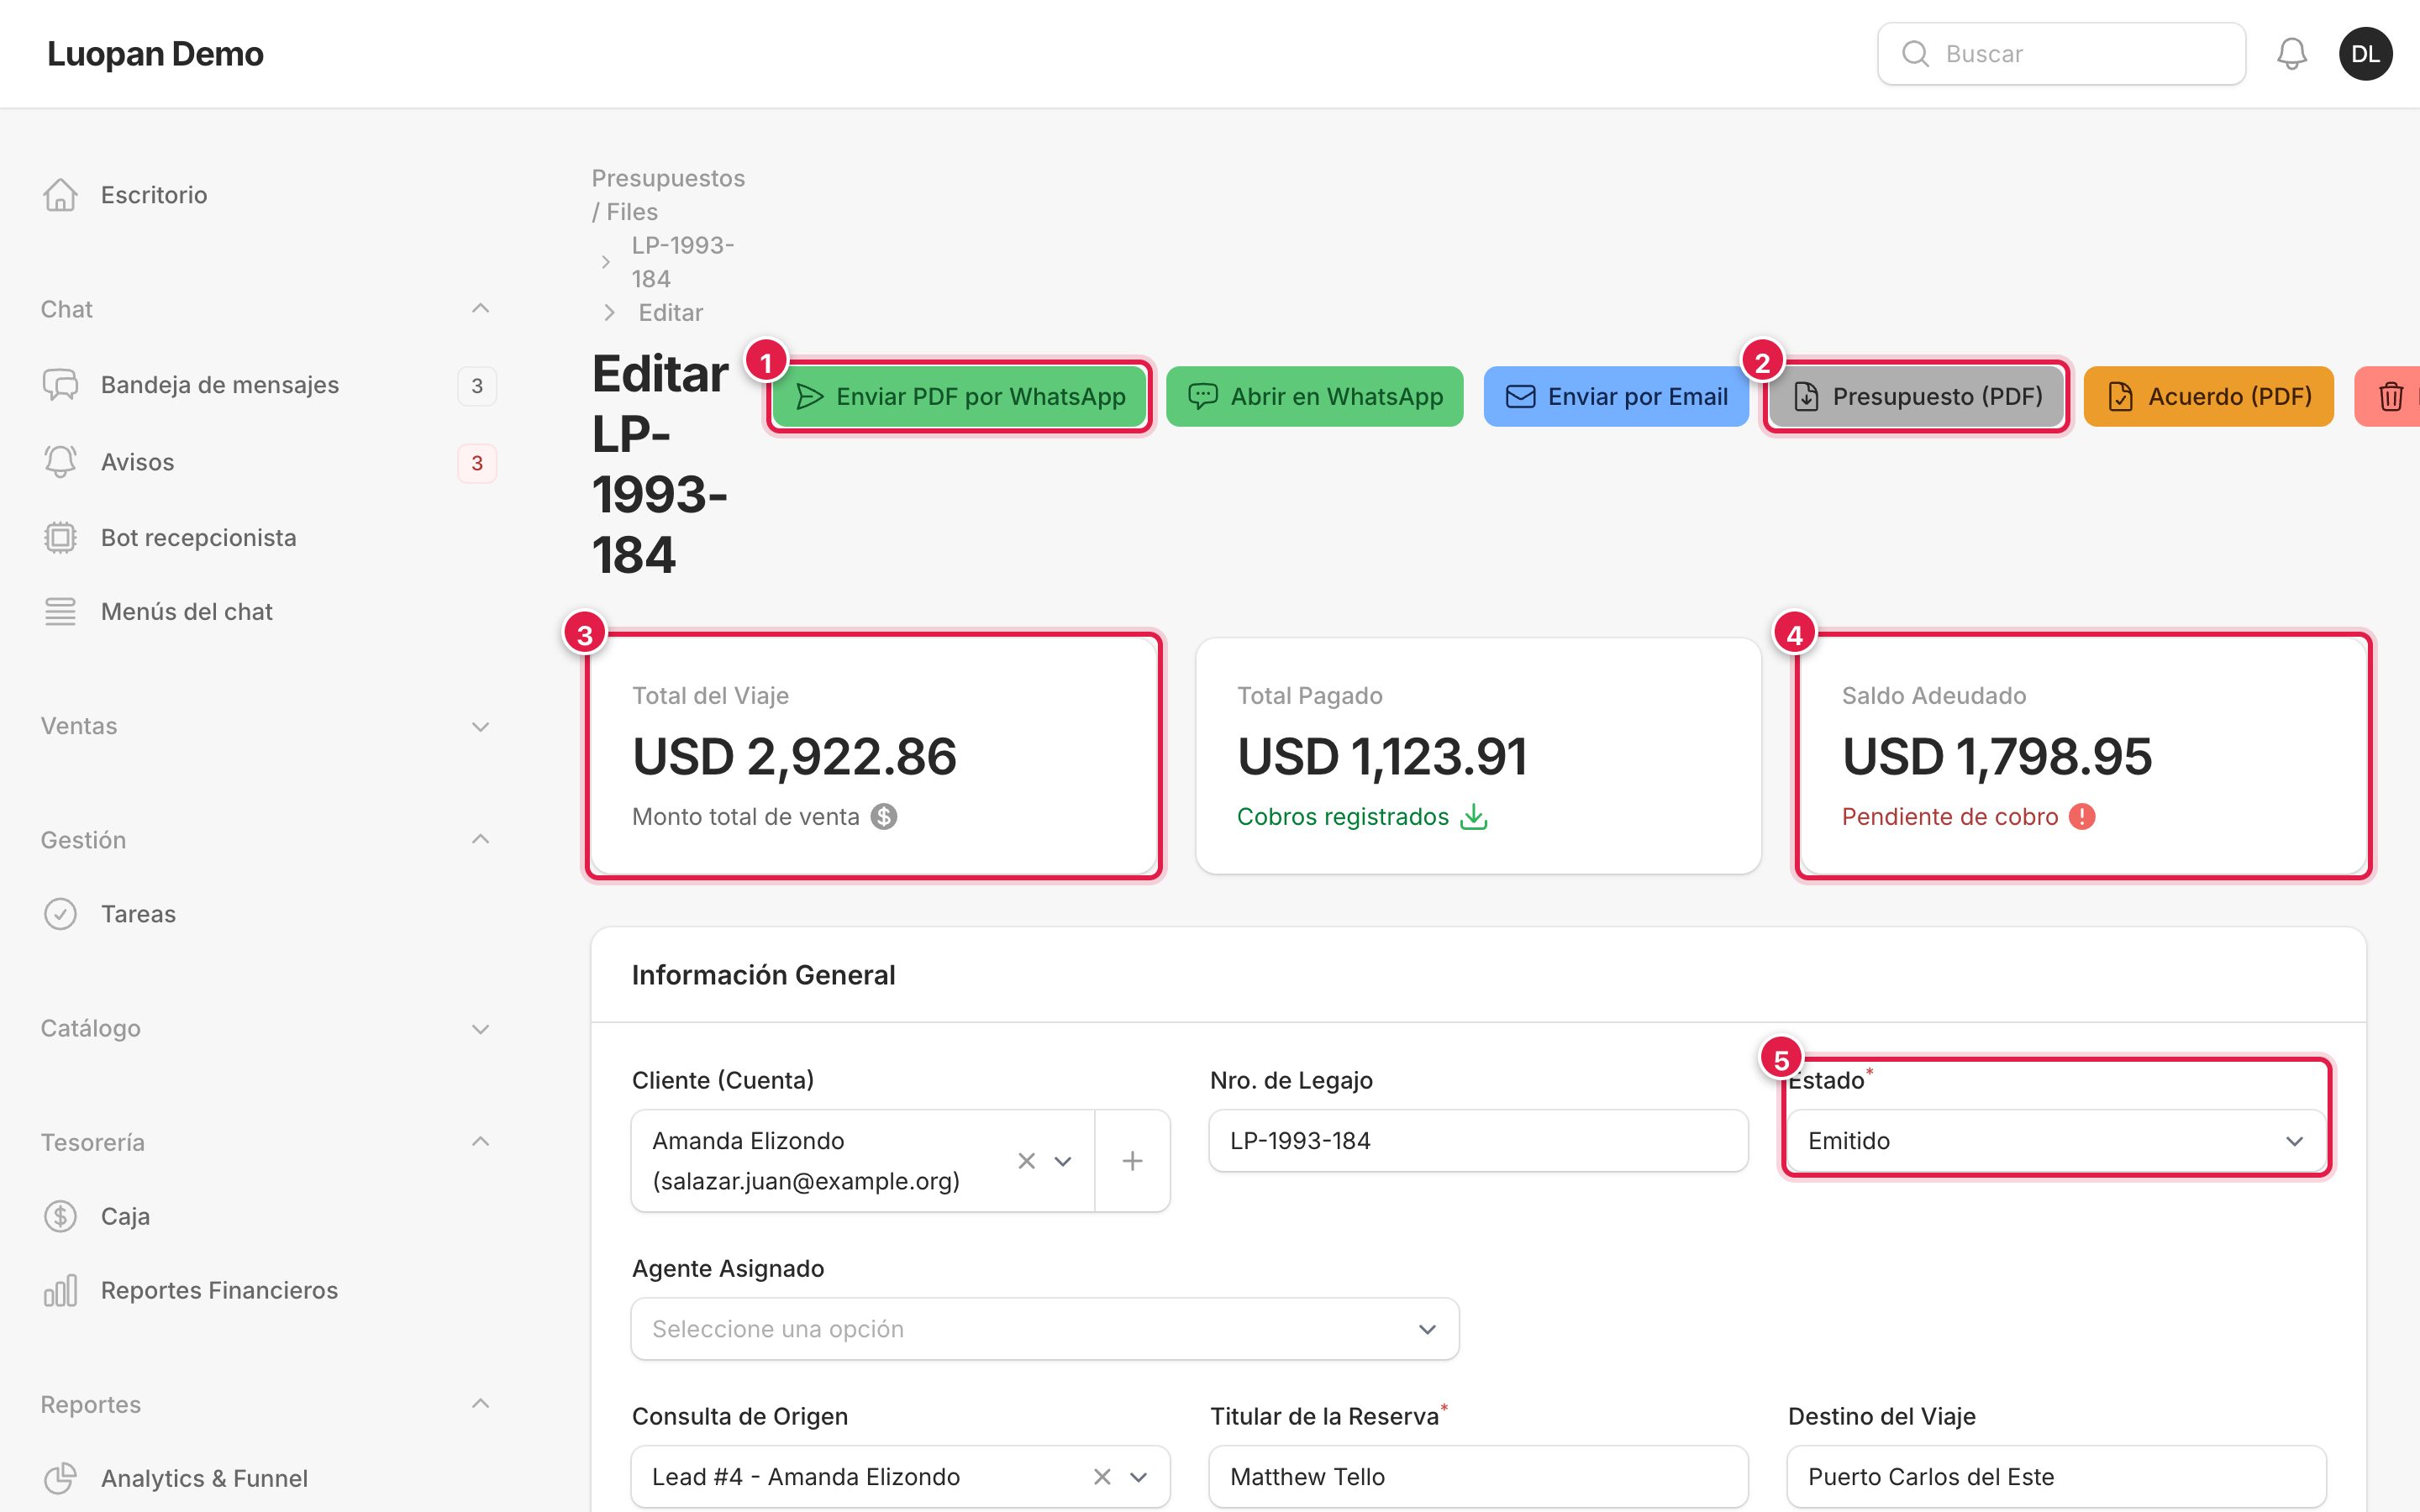 Luopan Demo
Buscar
DL
Escritorio
Chat
Bandeja de mensajes
3
Avisos
3
Bot recepcionista
Menús del chat
Ventas
Gestión
Tareas
Catálogo
Tesorería
Caja
Reportes Financieros
Reportes
Analytics & Funnel
Presupuestos
/ Files
LP-1993-
184
Editar
Editar
LP-
1993-
184
1
Enviar PDF por WhatsApp
Abrir en WhatsApp
Enviar por Email
2
Presupuesto (PDF)
Acuerdo (PDF)
3
Total del Viaje
USD 2,922.86
Monto total de venta
Total Pagado
USD 1,123.91
Cobros registrados
4
Saldo Adeudado
USD 1,798.95
Pendiente de cobro
Información General
Cliente (Cuenta)
Amanda Elizondo
(salazar.juan@example.org)
Nro. de Legajo
LP-1993-184
5
Estado*
Emitido
Agente Asignado
Seleccione una opción
Consulta de Origen
Lead #4 - Amanda Elizondo
Titular de la Reserva*
Matthew Tello
Destino del Viaje
Puerto Carlos del Este